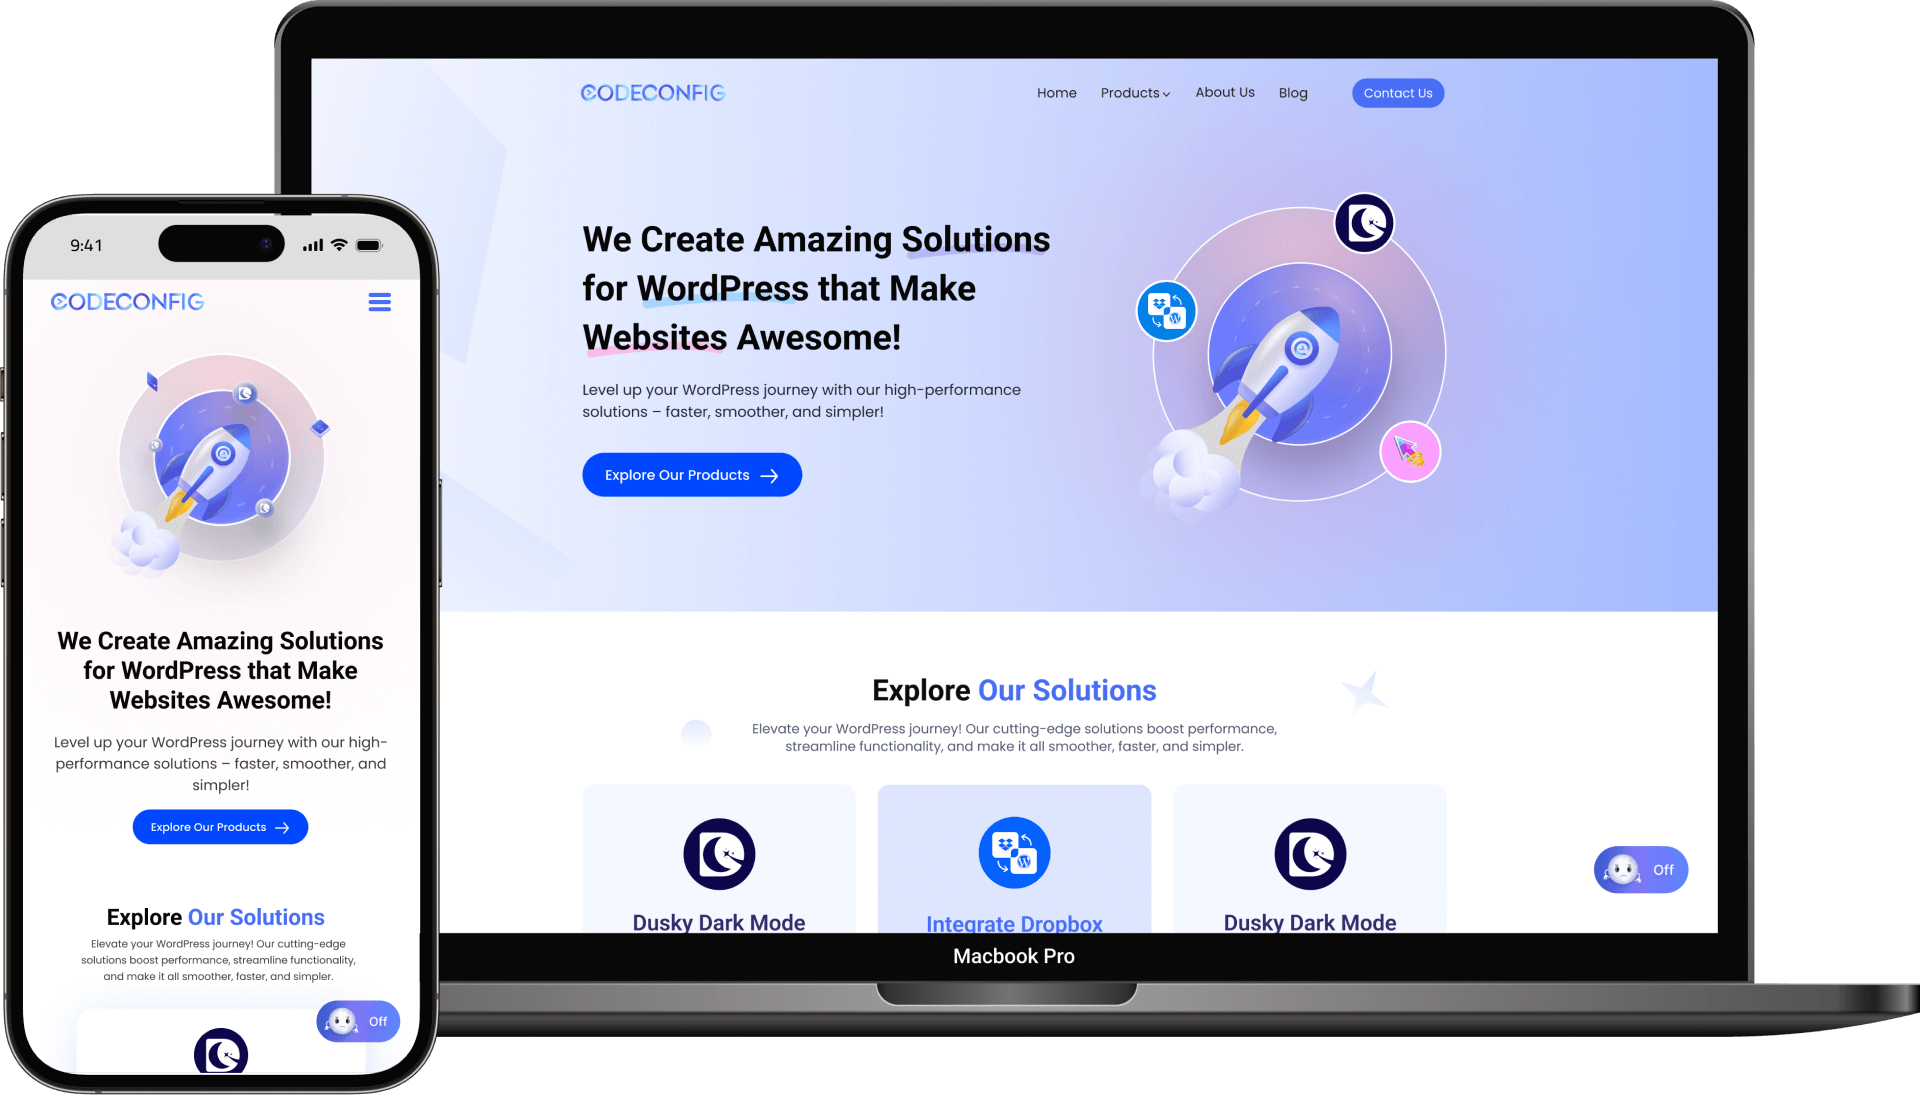 CODECONFIG
Home
Products
About Us
Blog
Contact Us
We Create Amazing Solutions
for WordPress that Make
Websites Awesome!
Level up your WordPress journey with our high-performance
solutions – faster, smoother, and simpler!
Explore Our Products
Explore Our Solutions
Elevate your WordPress journey! Our cutting-edge solutions boost performance,
streamline functionality, and make it all smoother, faster, and simpler.
Dusky Dark Mode
Integrate Dropbox
Dusky Dark Mode
Off
Macbook Pro
9:41
CODECONFIG
We Create Amazing Solutions
for WordPress that Make
Websites Awesome!
Level up your WordPress journey with our high-
performance solutions – faster, smoother, and
simpler!
Explore Our Products
Explore Our Solutions
Elevate your WordPress journey! Our cutting-edge
solutions boost performance, streamline functionality,
and make it all smoother, faster, and simpler.
Off